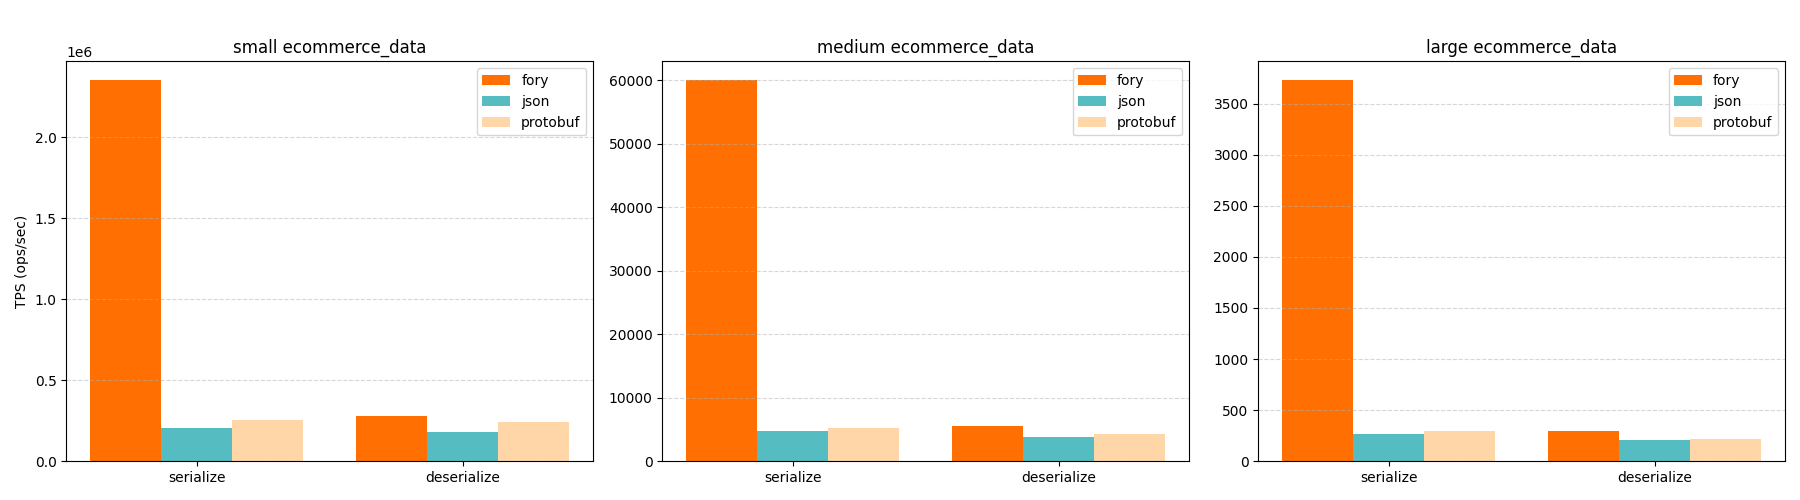 small ecommerce_data
1e6
TPS (ops/sec)
2.0
1.5
1.0
0.5
0.0
serialize
deserialize
fory
json
protobuf
medium ecommerce_data
60000
50000
40000
30000
20000
10000
0
serialize
deserialize
fory
json
protobuf
large ecommerce_data
3500
3000
2500
2000
1500
1000
500
0
serialize
deserialize
fory
json
protobuf